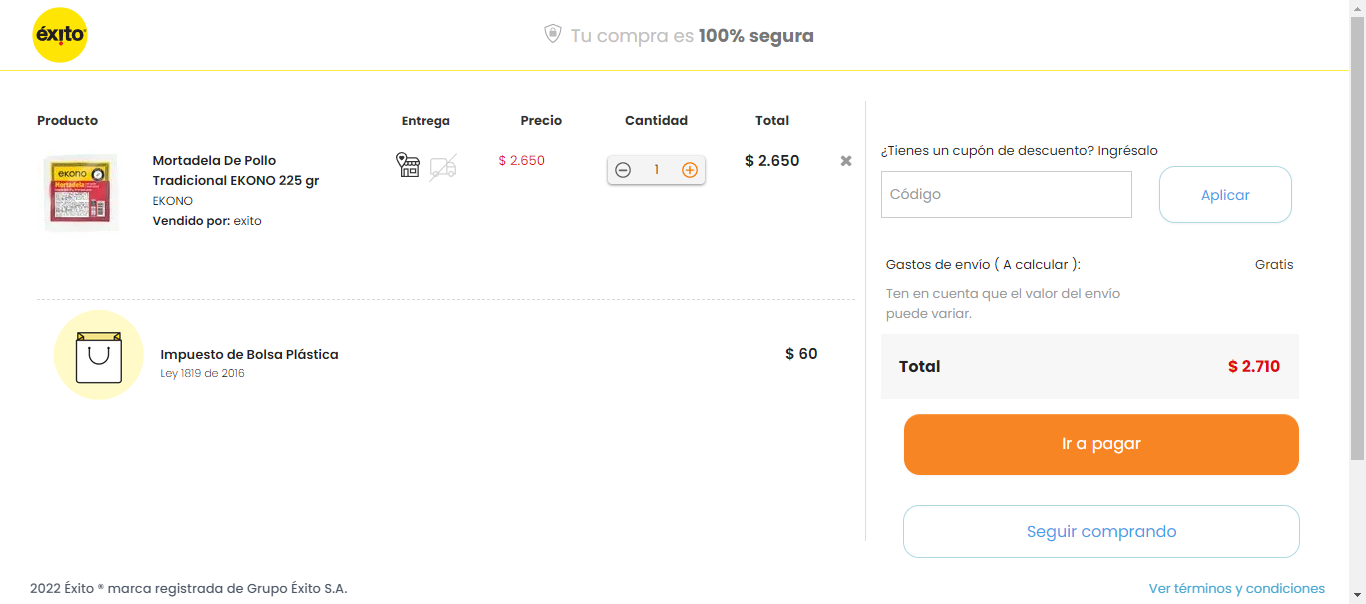 éxito
Tu compra es 100% segura
Producto
Entrega
Precio
Cantidad
Total
Mortadela De Pollo
Tradicional EKONO 225 gr
EKONO
Vendido por: exito
ekono
Mortadela
$ 2.650
1
$ 2.650
Impuesto de Bolsa Plástica
Ley 1819 de 2016
$ 60
¿Tienes un cupón de descuento? Ingrésalo
Código
Aplicar
Gastos de envío ( A calcular ):
Gratis
Ten en cuenta que el valor del envío
puede variar.
Total
$ 2.710
Ir a pagar
Seguir comprando
2022 Éxito ® marca registrada de Grupo Éxito S.A.
Ver términos y condiciones